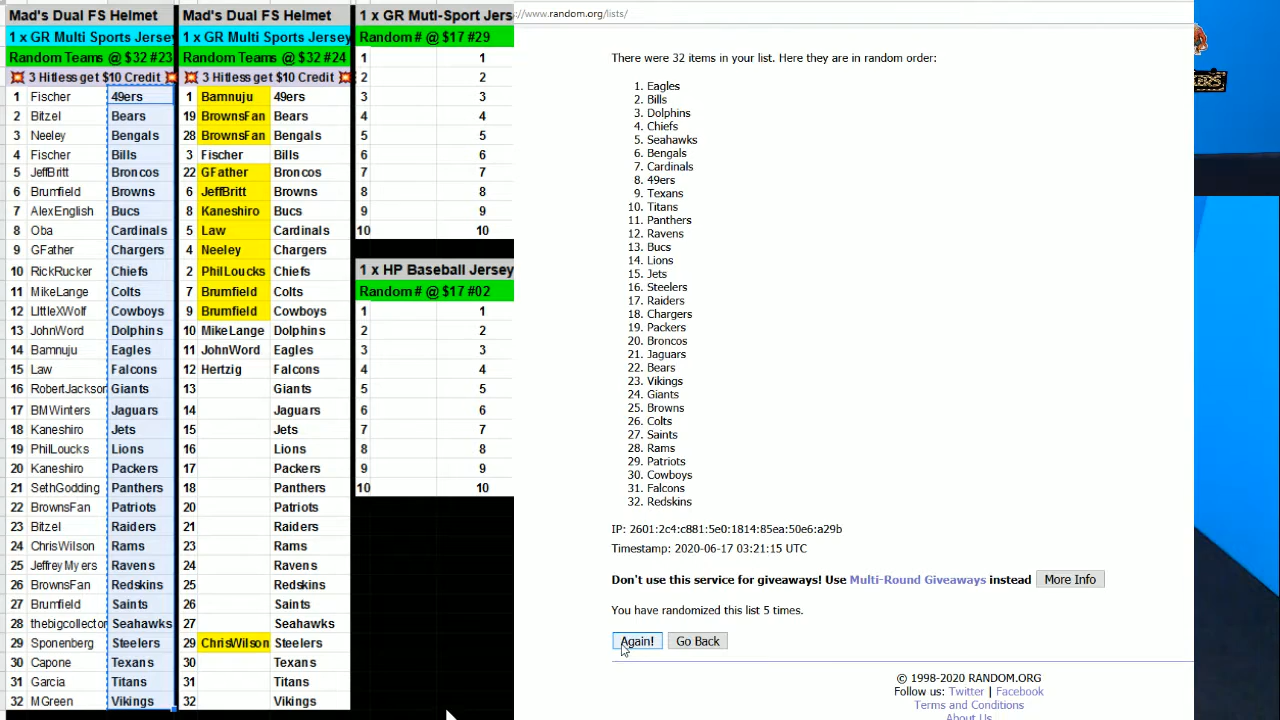 Mad's Dual FS Helmet
1 x GR Multi Sports Jersey
Random Teams @ $32 #23
3 Hitless get $10 Credit
1 Fischer 49ers
2 Bitzel Bears
3 Neeley Bengals
4 Fischer Bills
5 JeffBritt Broncos
6 Brumfield Browns
7 AlexEnglish Bucs
8 Oba Cardinals
9 GFather Chargers
10 RickRucker Chiefs
11 MikeLange Colts
12 LIttleXWolf Cowboys
13 JohnWord Dolphins
14 Bamnuju Eagles
15 Law Falcons
16 RobertJackson Giants
17 BMWinters Jaguars
18 Kaneshiro Jets
19 PhilLoucks Lions
20 Kaneshiro Packers
21 SethGodding Panthers
22 BrownsFan Patriots
23 Bitzel Raiders
24 ChrisWilson Rams
25 JeffreyMyers Ravens
26 BrownsFan Redskins
27 Brumfield Saints
28 thebigcollector Seahawks
29 Sponenberg Steelers
30 Capone Texans
31 Garcia Titans
32 MGreen Vikings
Mad's Dual FS Helmet
1 x GR Multi Sports Jersey
Random Teams @ $32 #24
3 Hitless get $10 Credit
1 Bamnuju 49ers
19 BrownsFan Bears
28 BrownsFan Bengals
3 Fischer Bills
22 GFather Broncos
6 JeffBritt Browns
8 Kaneshiro Bucs
5 Law Cardinals
4 Neeley Chargers
2 PhilLoucks Chiefs
7 Brumfield Colts
9 Brumfield Cowboys
10 MikeLange Dolphins
11 JohnWord Eagles
12 Hertzig Falcons
13 Giants
14 Jaguars
15 Jets
16 Lions
17 Packers
18 Panthers
20 Patriots
21 Raiders
23 Rams
24 Ravens
25 Redskins
26 Saints
27 Seahawks
29 ChrisWilson Steelers
30 Texans
31 Titans
32 Vikings
1 x GR Mutl-Sport Jers
Random # @ $17 #29
1 1
2 2
3 3
4 4
5 5
6 6
7 7
8 8
9 9
10 10
1 x HP Baseball Jersey
Random # @ $17 #02
1 1
2 2
3 3
4 4
5 5
6 6
7 7
8 8
9 9
10 10
://www.random.org/lists/
There were 32 items in your list. Here they are in random order:
1. Eagles
2. Bills
3. Dolphins
4. Chiefs
5. Seahawks
6. Bengals
7. Cardinals
8. 49ers
9. Texans
10. Titans
11. Panthers
12. Ravens
13. Bucs
14. Lions
15. Jets
16. Steelers
17. Raiders
18. Chargers
19. Packers
20. Broncos
21. Jaguars
22. Bears
23. Vikings
24. Giants
25. Browns
26. Colts
27. Saints
28. Rams
29. Patriots
30. Cowboys
31. Falcons
32. Redskins
IP: 2601:2c4:c881:5e0:1814:85ea:50e6:a29b
Timestamp: 2020-06-17 03:21:15 UTC
Don't use this service for giveaways! Use Multi-Round Giveaways instead More Info
You have randomized this list 5 times.
Again! Go Back
© 1998-2020 RANDOM.ORG
Follow us: Twitter | Facebook
Terms and Conditions
About Us